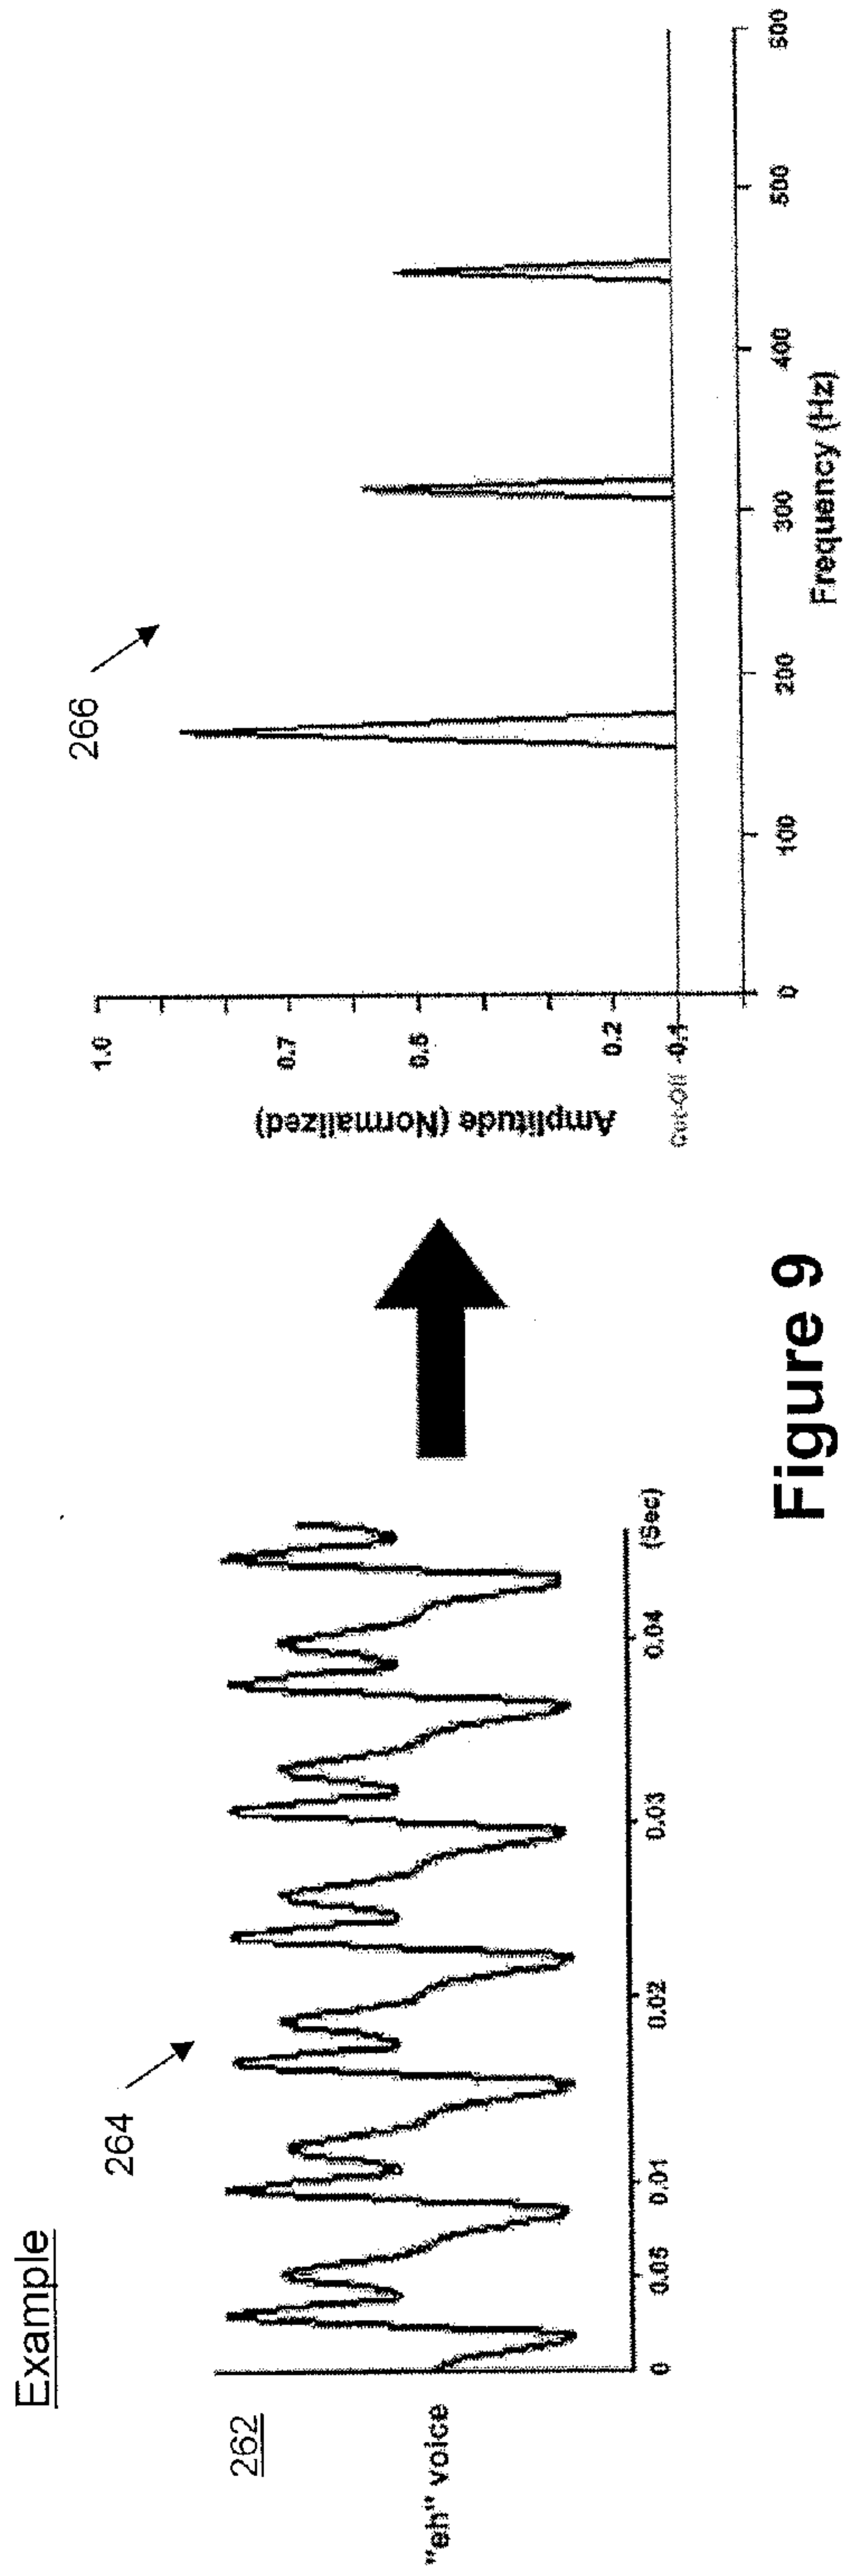 Example
262
264
"eh" voice
0
0.05
0.01
0.02
0.03
0.04
(Sec)
266
Amplitude (Normalized)
1.0
0.7
0.5
0.2
Cut-Off -0.1
0
100
200
300
400
500
600
Frequency (Hz)
Figure 9